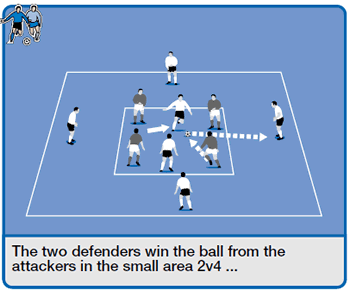 The two defenders win the ball from the
attackers in the small area 2v4 ...